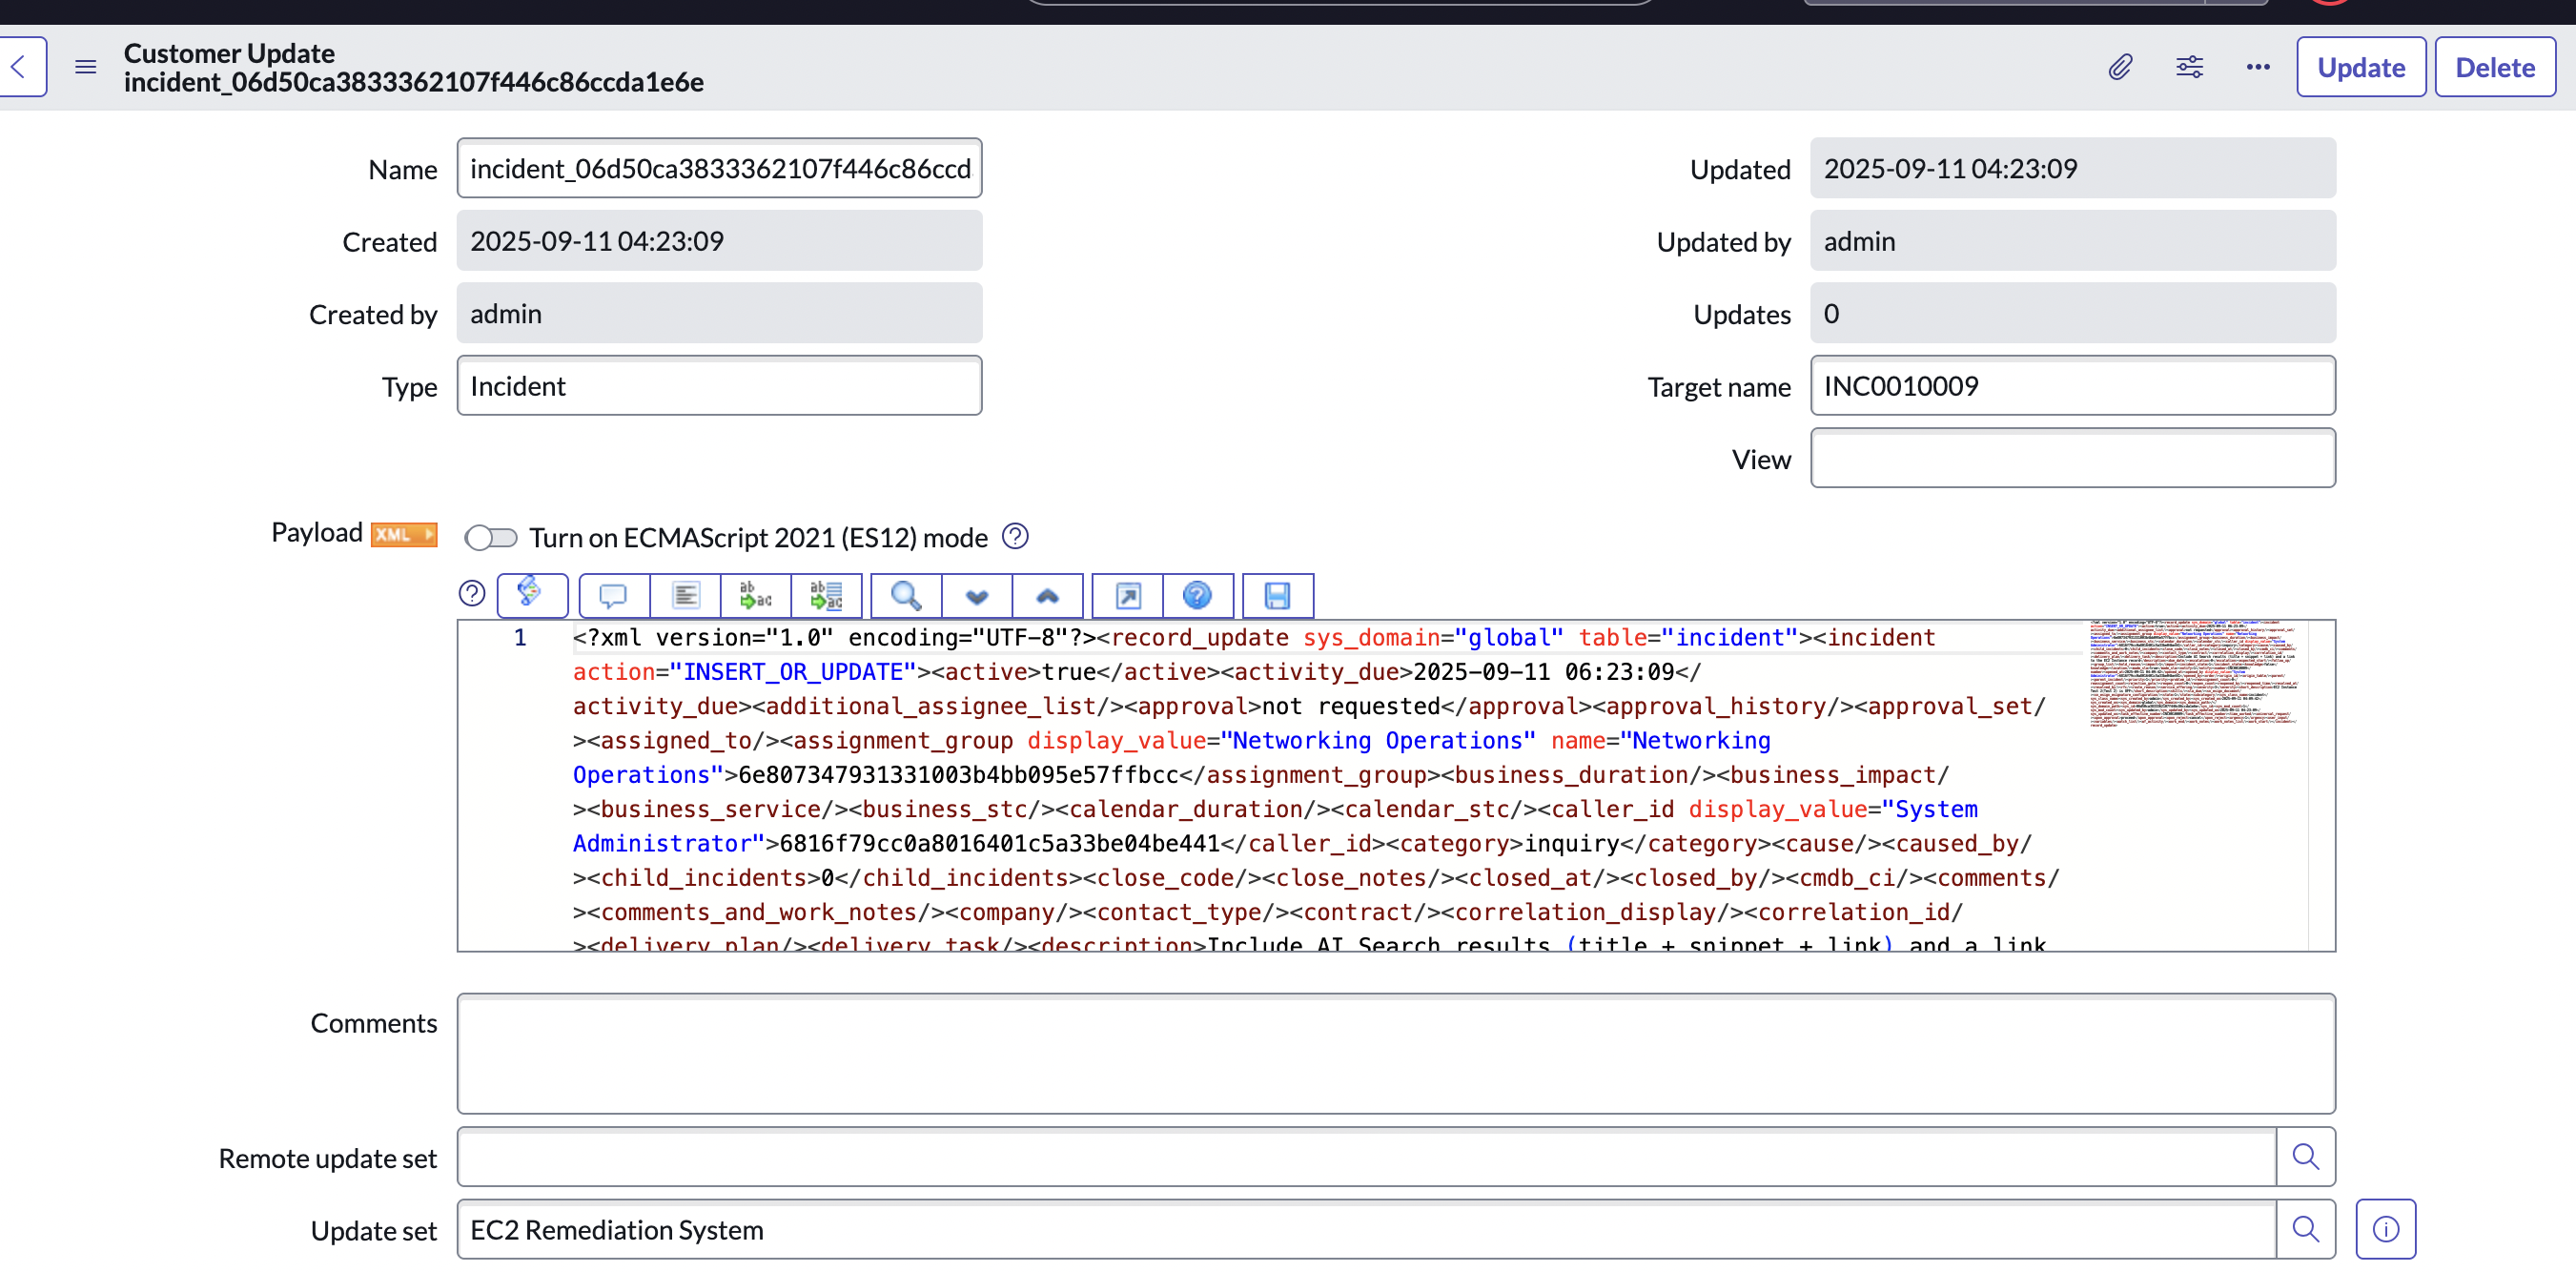 Customer Update
incident_06d50ca3833362107f446c86ccda1e6e
Update
Delete
Name
incident_06d50ca3833362107f446c86ccd
Updated
2025-09-11 04:23:09
Created
2025-09-11 04:23:09
Updated by
admin
Created by
admin
Updates
0
Type
Incident
Target name
INC0010009
View
Payload
XML
Turn on ECMAScript 2021 (ES12) mode
1
<?xml version="1.0" encoding="UTF-8"?><record_update sys_domain="global" table="incident"><incident
action="INSERT_OR_UPDATE"><active>true</active><activity_due>2025-09-11 06:23:09</
activity_due><additional_assignee_list/><approval>not requested</approval><approval_history/><approval_set/
><assigned_to/><assignment_group display_value="Networking Operations" name="Networking
Operations">6e807347931331003b4bb095e57ffbcc</assignment_group><business_duration/><business_impact/
><business_service/><business_stc/><calendar_duration/><calendar_stc/><caller_id display_value="System
Administrator">6816f79cc0a8016401c5a33be04be441</caller_id><category>inquiry</category><cause/><caused_by/
><child_incidents>0</child_incidents><close_code/><close_notes/><closed_at/><closed_by/><cmdb_ci/><comments/
><comments_and_work_notes/><company/><contact_type/><contract/><correlation_display/><correlation_id/
><delivery_plan/><delivery_task/><description>Include AI Search results (title + snippet + link) and a link
Comments
Remote update set
Update set
EC2 Remediation System